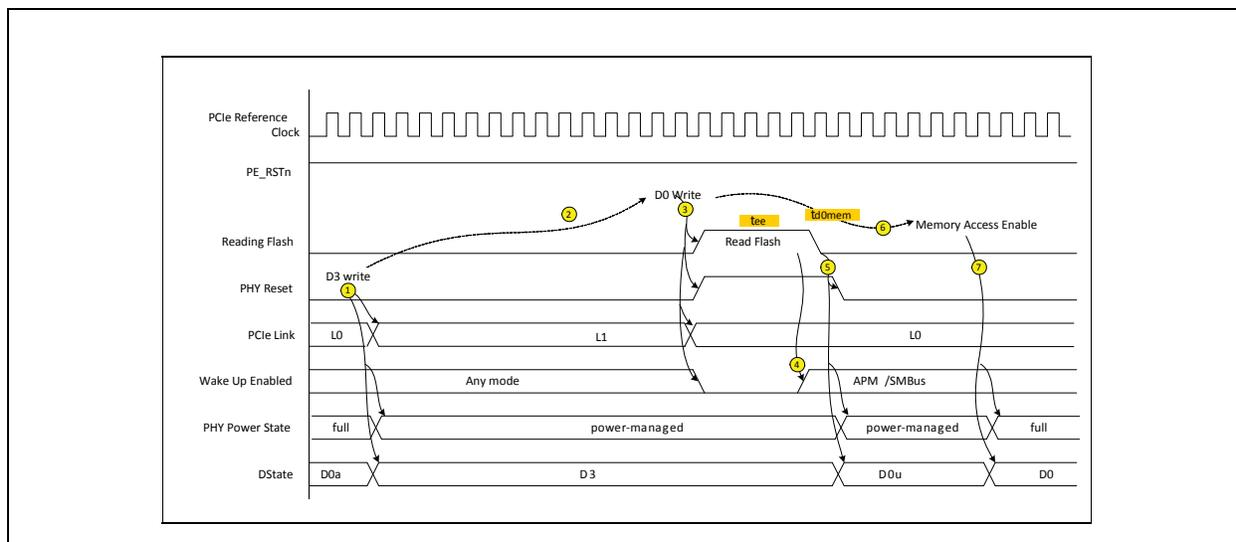 PCIe Reference
Clock
PE_RSTn
D0 Write
2
3
tee
td0mem
6
Memory Access Enable
Reading Flash
Read Flash
D3 write
5
7
PHY Reset
1
PCIe Link
L0
L1
L0
4
Wake Up Enabled
Any mode
APM /SMBus
PHY Power State
full
power-managed
power-managed
full
DState
D0a
D3
D0u
D0